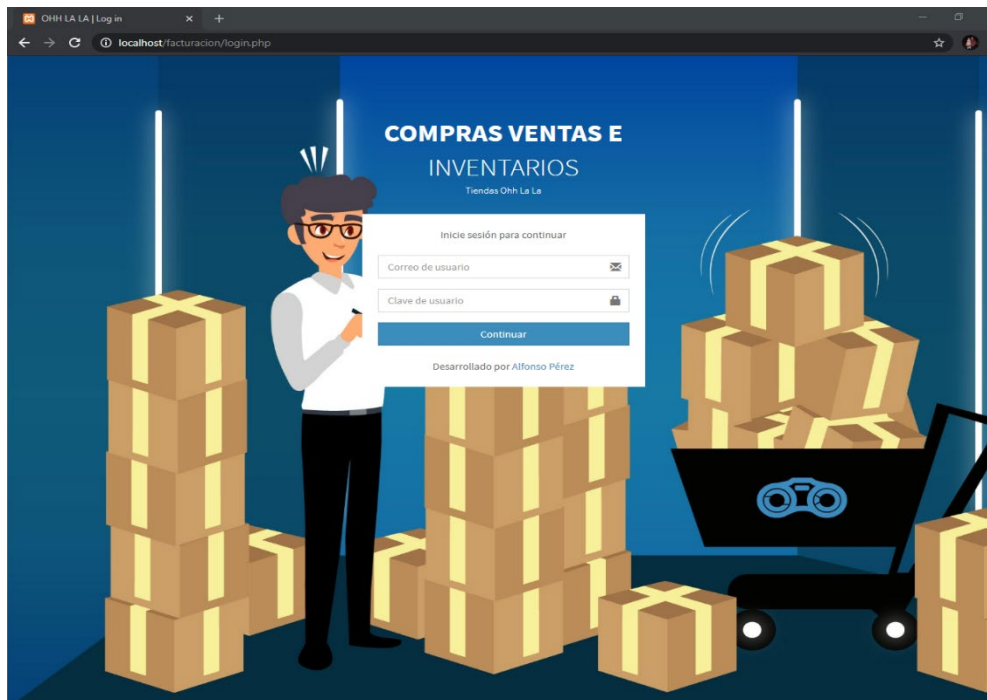 OHH LA LA | Log in
localhost/facturacion/login.php
COMPRAS VENTAS E
INVENTARIOS
Tiendas Ohh La La
Inicie sesión para continuar
Correo de usuario
Clave de usuario
Continuar
Desarrollado por Alfonso Pérez